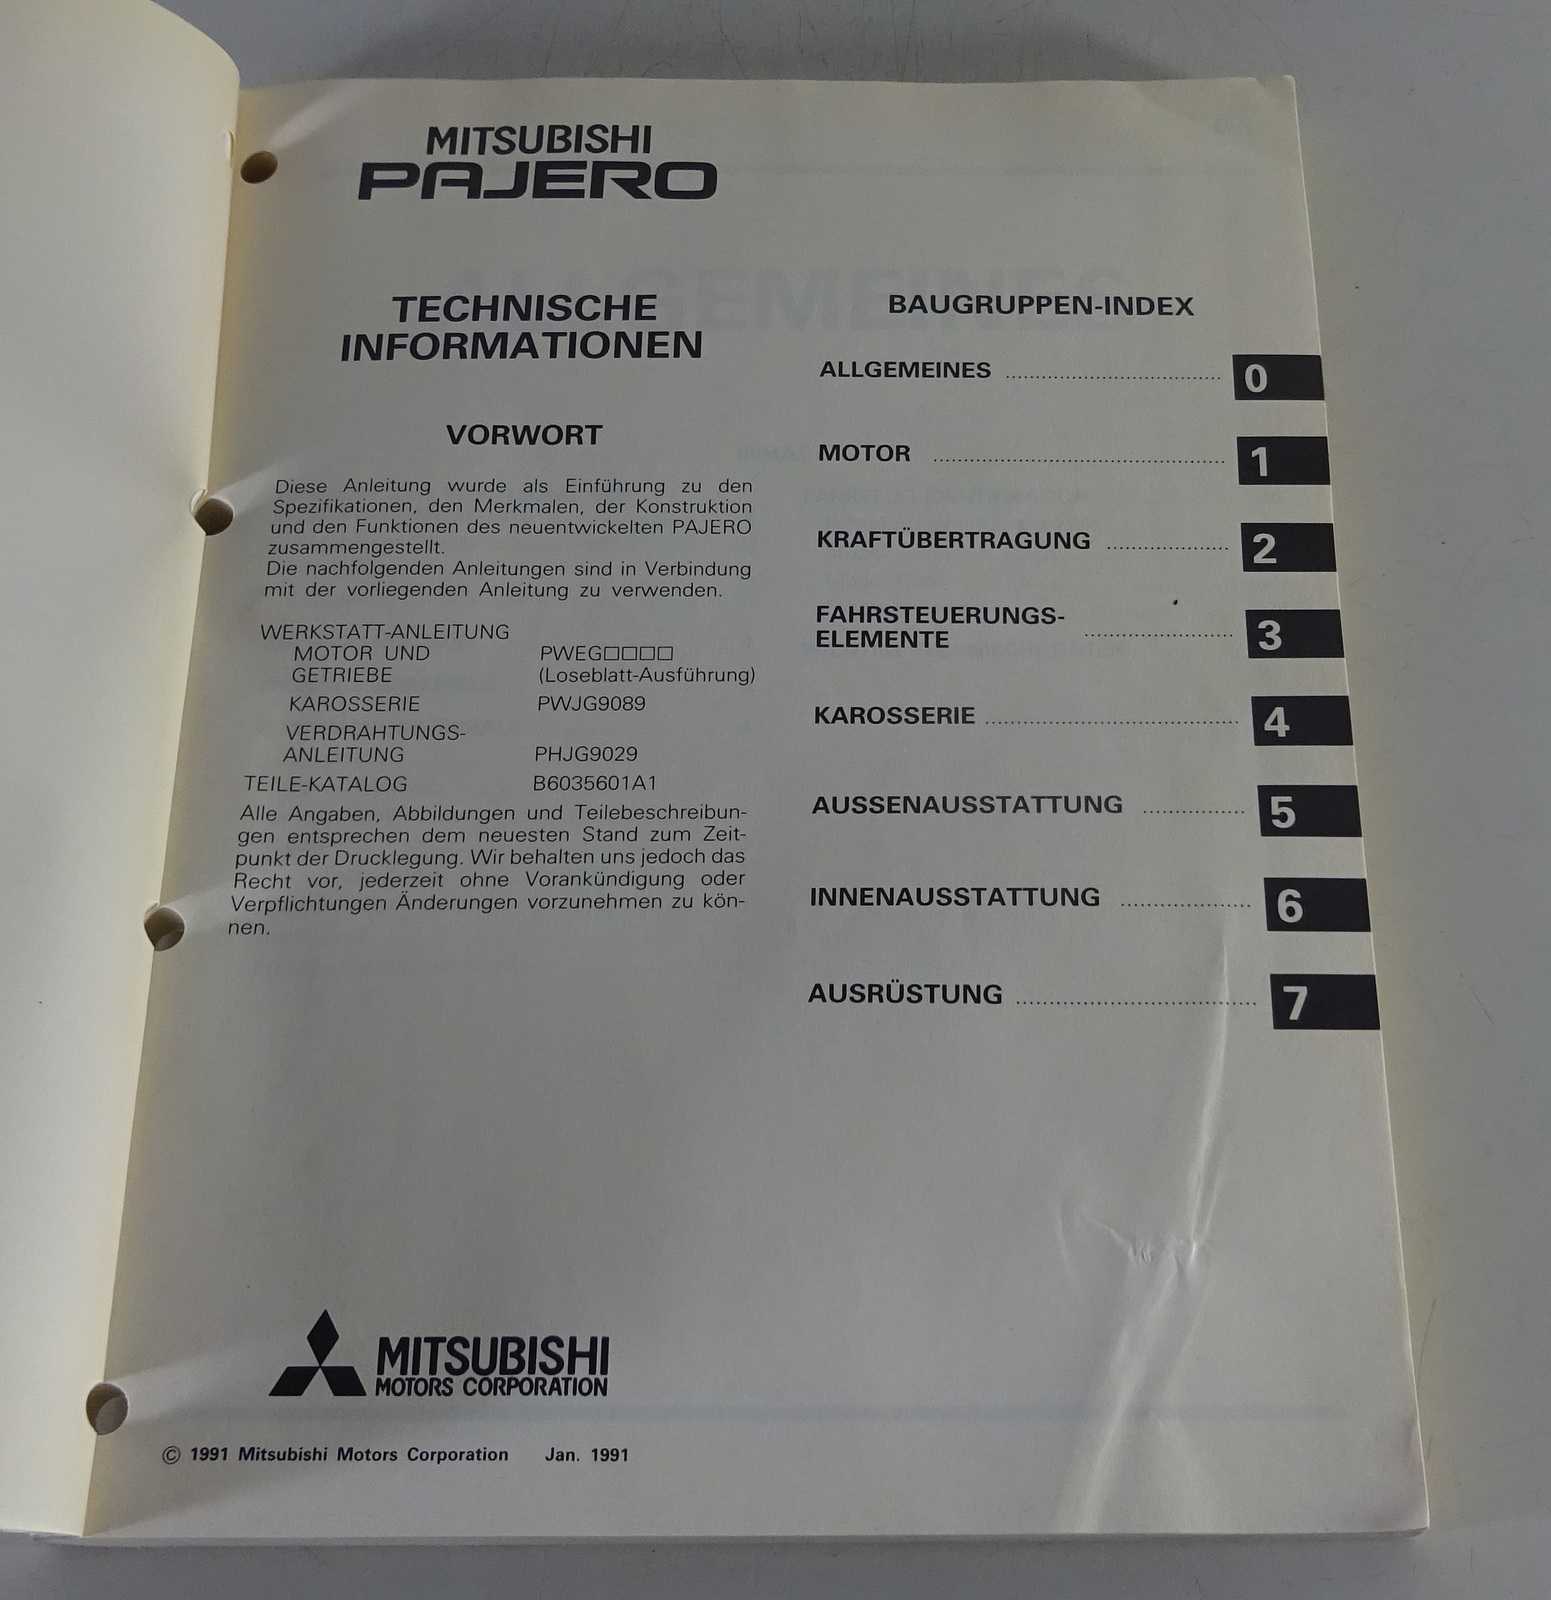 MITSUBISHI
PAJERO
TECHNISCHE
INFORMATIONEN
VORWORT
Diese Anleitung wurde als Einführung zu den
Spezifikationen, den Merkmalen, der Konstruktion
und den Funktionen des neuentwickelten PAJERO
zusammengestellt.
Die nachfolgenden Anleitungen sind in Verbindung
mit der vorliegenden Anleitung zu verwenden.
WERKSTATT-ANLEITUNG
MOTOR UND PWEG□□□□
GETRIEBE (Loseblatt-Ausführung)
KAROSSERIE PWJG9089
VERDRAHTUNGS-
ANLEITUNG PHJG9029
TEILE-KATALOG B6035601A1
Alle Angaben, Abbildungen und Teilebeschreibun-
gen entsprechen dem neuesten Stand zum Zeit-
punkt der Drucklegung. Wir behalten uns jedoch das
Recht vor, jederzeit ohne Vorankündigung oder
Verpflichtungen Änderungen vorzunehmen zu kön-
nen.
BAUGRUPPEN-INDEX
ALLGEMEINES 0
MOTOR 1
KRAFTÜBERTRAGUNG 2
FAHRSTEUERUNGS-
ELEMENTE 3
KAROSSERIE 4
AUSSENAUSSTATTUNG 5
INNENAUSSTATTUNG 6
AUSRÜSTUNG 7
MITSUBISHI
MOTORS CORPORATION
© 1991 Mitsubishi Motors Corporation Jan. 1991